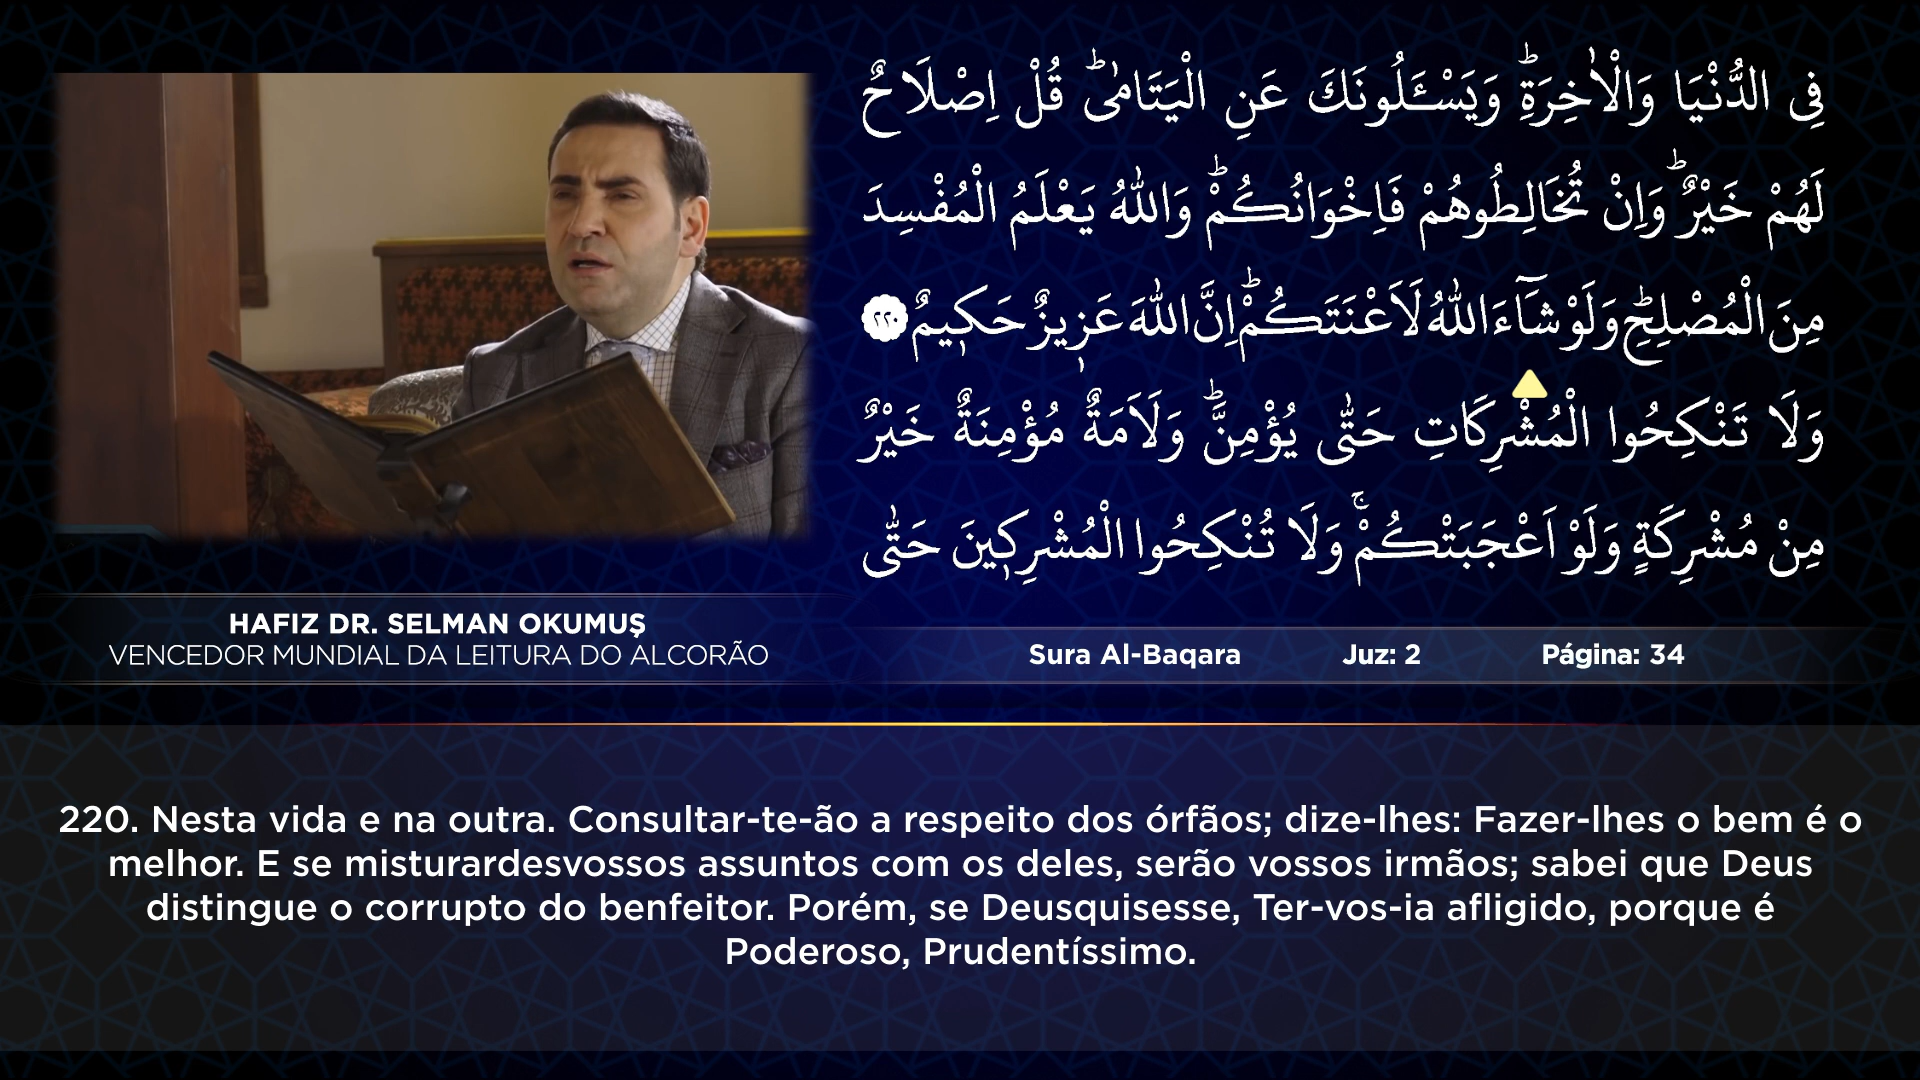 فِى الدُّنْيَا وَالْاٰخِرَةِۜ وَيَسْـَٔلُونَكَ عَنِ الْيَتَامٰىۜ قُلْ اِصْلَاحٌ
لَهُمْ خَيْرٌۜ وَاِنْ تُخَالِطُوهُمْ فَاِخْوَانُكُمْۜ وَاللّٰهُ يَعْلَمُ الْمُفْسِدَ
مِنَ الْمُصْلِحِۜ وَلَوْ شَٓاءَ اللّٰهُ لَاَعْنَتَكُمْۜ اِنَّ اللّٰهَ عَزٖيزٌ حَكٖيمٌ ٢٢٠
وَلَا تَنْكِحُوا الْمُشْرِكَاتِ حَتّٰى يُؤْمِنَّۜ وَلَاَمَةٌ مُؤْمِنَةٌ خَيْرٌ
مِنْ مُشْرِكَةٍ وَلَوْ اَعْجَبَتْكُمْۚ وَلَا تُنْكِحُوا الْمُشْرِكٖينَ حَتّٰى
HAFIZ DR. SELMAN OKUMUŞ
VENCEDOR MUNDIAL DA LEITURA DO ALCORÃO
Sura Al-Baqara Juz: 2 Página: 34
220. Nesta vida e na outra. Consultar-te-ão a respeito dos órfãos; dize-lhes: Fazer-lhes o bem é o
melhor. E se misturardesvossos assuntos com os deles, serão vossos irmãos; sabei que Deus
distingue o corrupto do benfeitor. Porém, se Deusquisesse, Ter-vos-ia afligido, porque é
Poderoso, Prudentíssimo.